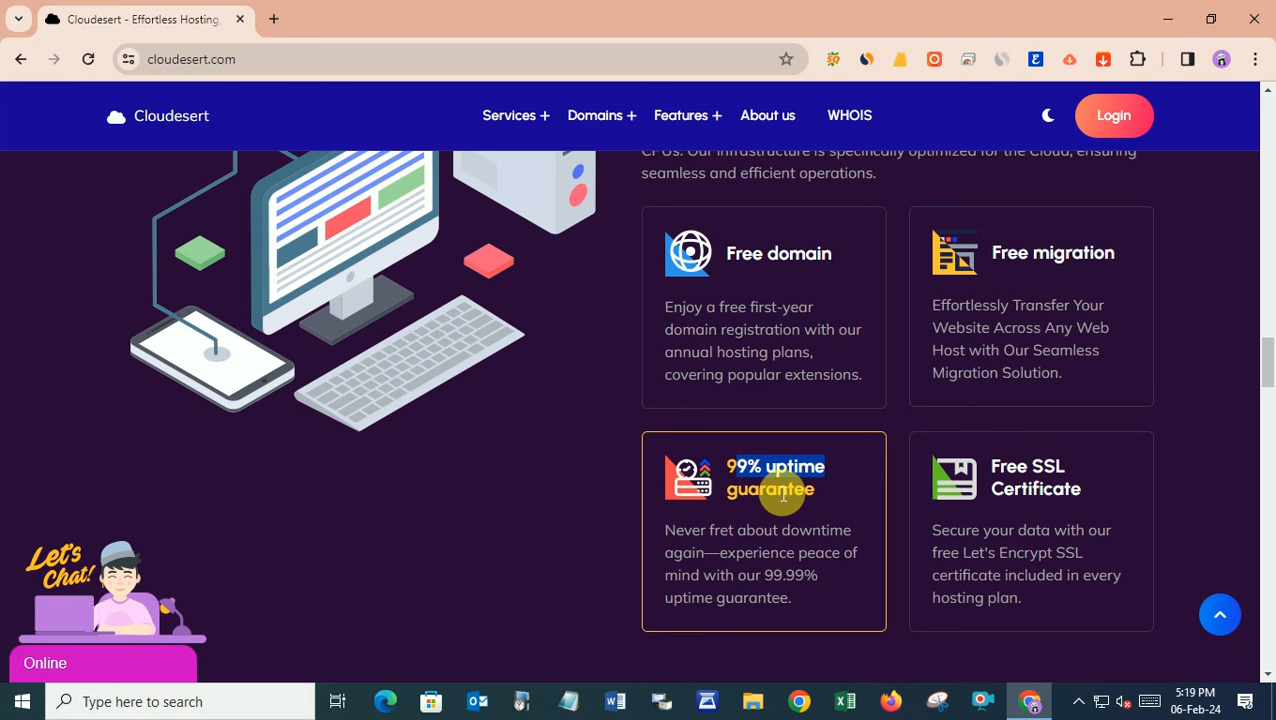 Cloudesert - Effortless Hosting,
cloudesert.com
Cloudesert
Services +
Domains +
Features +
About us
WHOIS
Login
CPUs. Our infrastructure is specifically optimized for the Cloud, ensuring
seamless and efficient operations.
Free domain
Enjoy a free first-year
domain registration with our
annual hosting plans,
covering popular extensions.
Free migration
Effortlessly Transfer Your
Website Across Any Web
Host with Our Seamless
Migration Solution.
99% uptime
guarantee
Never fret about downtime
again—experience peace of
mind with our 99.99%
uptime guarantee.
Free SSL
Certificate
Secure your data with our
free Let's Encrypt SSL
certificate included in every
hosting plan.
Let's
Chat!
Online
Type here to search
5:19 PM
06-Feb-24